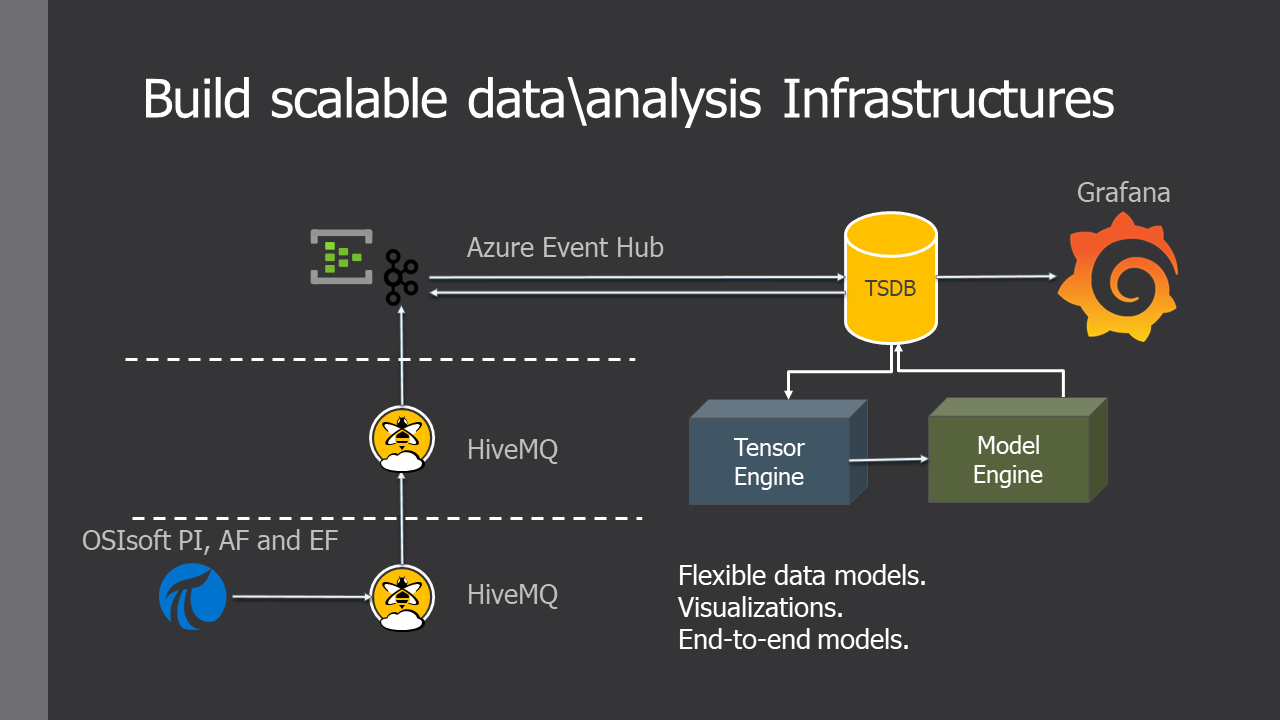 Build scalable data\analysis Infrastructures
Grafana
Azure Event Hub
TSDB
HiveMQ
Tensor
Engine
Model
Engine
OSIsoft PI, AF and EF
HiveMQ
Flexible data models.
Visualizations.
End-to-end models.